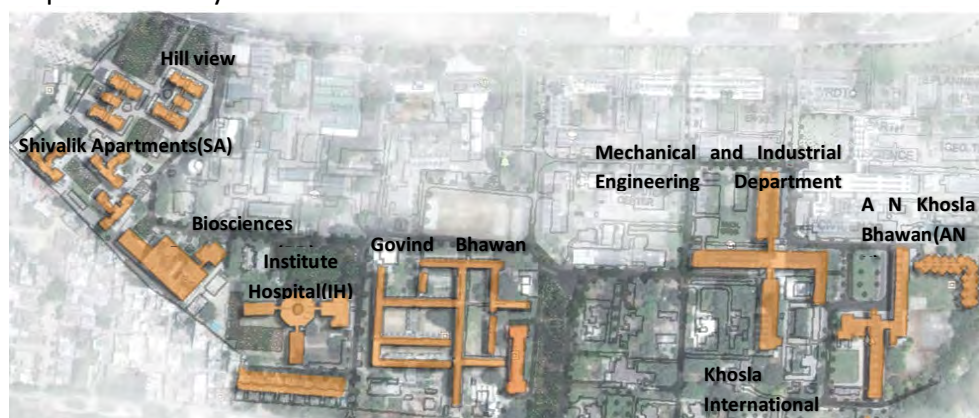 Hill view
Shivalik Apartments(SA)
Mechanical and Industrial
Engineering Department
A N Khosla
Bhawan(AN
Biosciences
Govind Bhawan
Institute
Hospital(IH)
Khosla
International